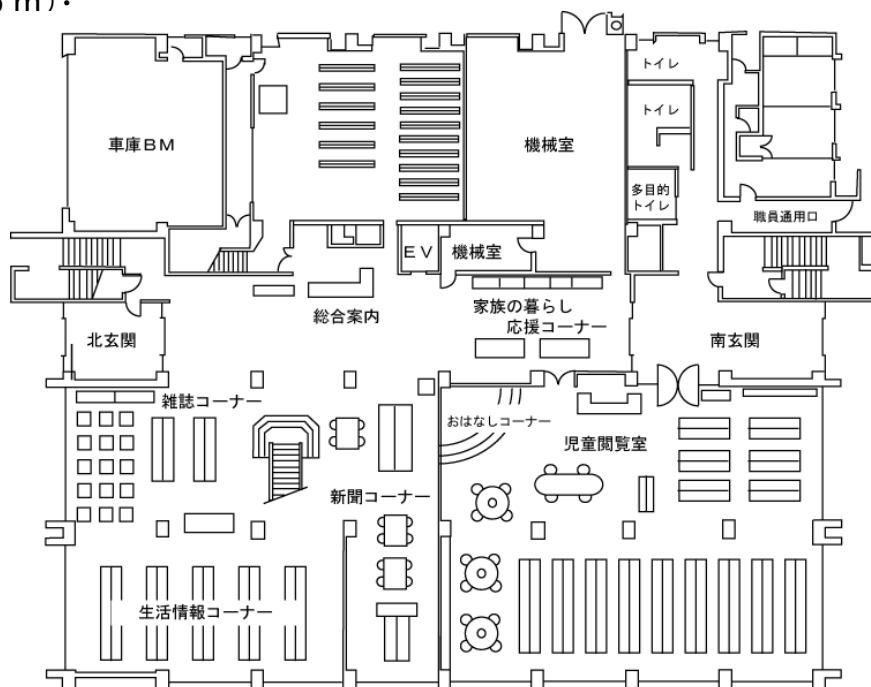 5 m).
トイレ
車庫BM
機械室
トイレ
多目的
トイレ
職員通用口
EV
機械室
総合案内
家族の暮らし
応援コーナー
北玄関
南玄関
雑誌コーナー
おはなしコーナー
児童閲覧室
新聞コーナー
生活情報コーナー